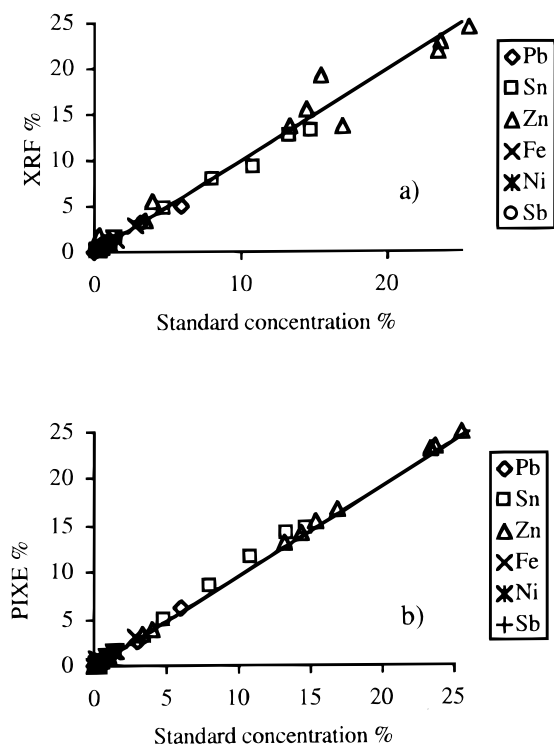 25
20
15
10
5
0
XRF %
0
10
20
Standard concentration %
a)
Pb
Sn
Zn
Fe
Ni
Sb
25
20
15
10
5
0
PIXE %
0
5
10
15
20
25
Standard concentration %
b)
Pb
Sn
Zn
Fe
Ni
Sb